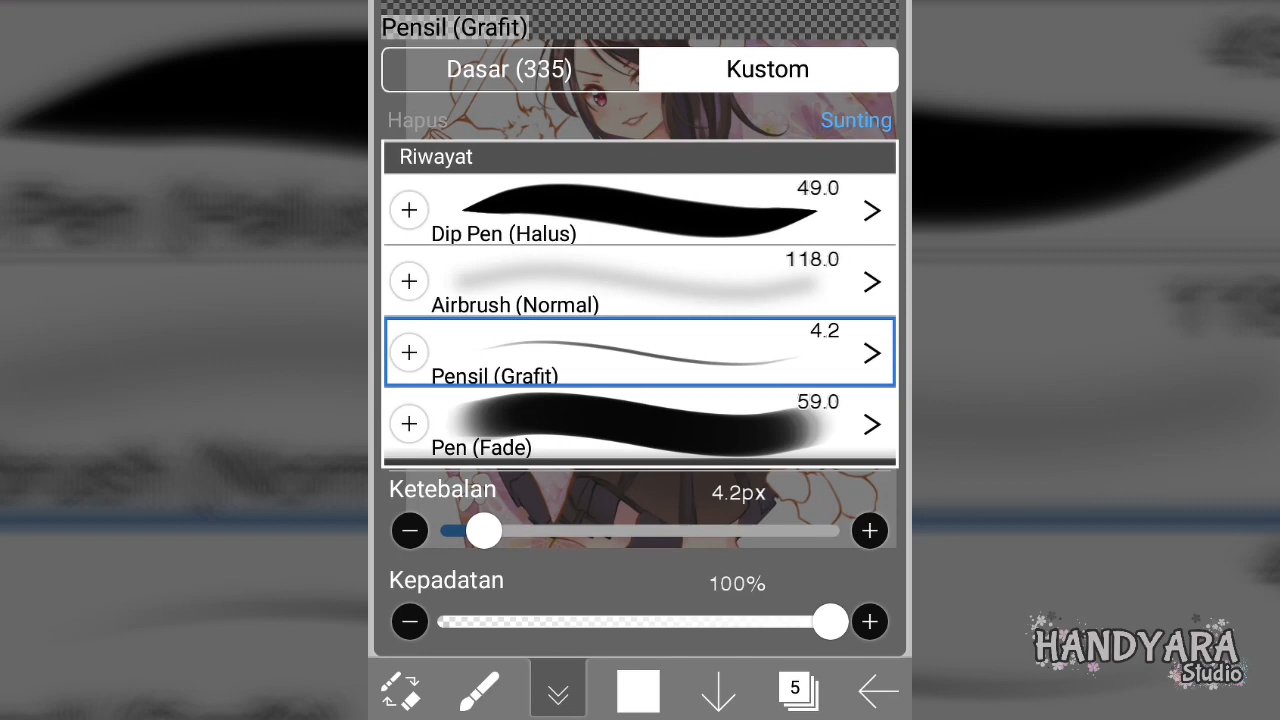 Pensil (Grafit)
Dasar (335)
Kustom
Hapus
Sunting
Riwayat
49.0
Dip Pen (Halus)
118.0
Airbrush (Normal)
4.2
Pensil (Grafit)
59.0
Pen (Fade)
Ketebalan
4.2px
Kepadatan
100%
5
HANDYARA
Studio